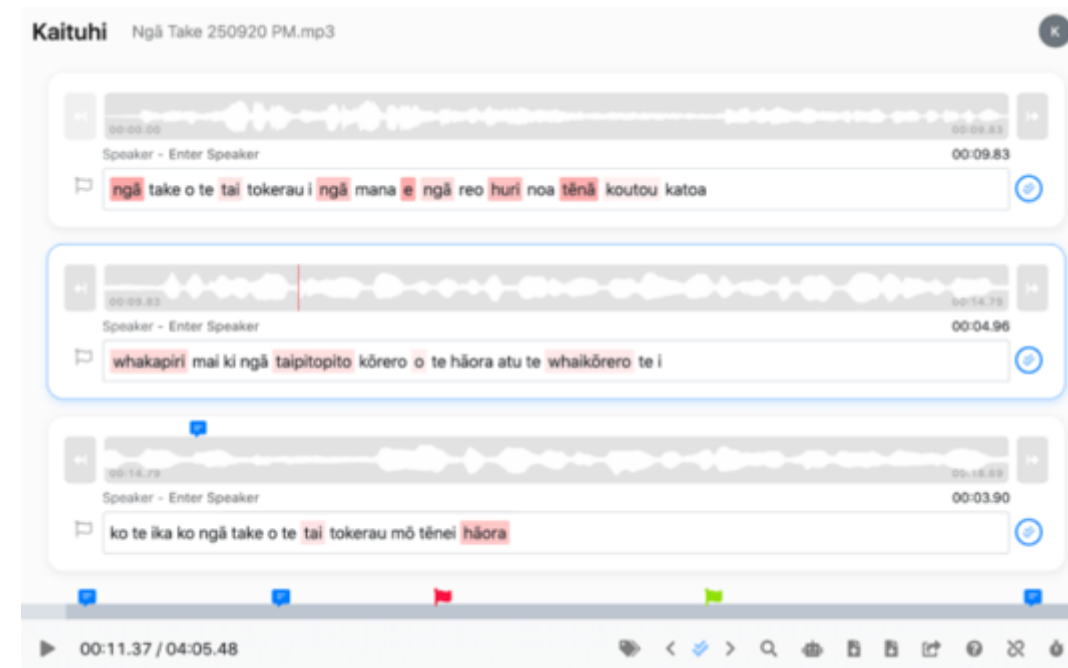 Kaituhi Ngā Take 250920 PM.mp3
K
00:00.00 00:09.83
Speaker - Enter Speaker 00:09.83
ngā take o te tai tokerau i ngā mana e ngā reo huri noa tēnā koutou katoa
00:09.83 00:14.79
Speaker - Enter Speaker 00:04.96
whakapiri mai ki ngā taipitopito kōrero o te hāora atu te whaikōrero te i
00:14.79 00:18.69
Speaker - Enter Speaker 00:03.90
ko te ika ko ngā take o te tai tokerau mō tēnei hāora
00:11.37 / 04:05.48